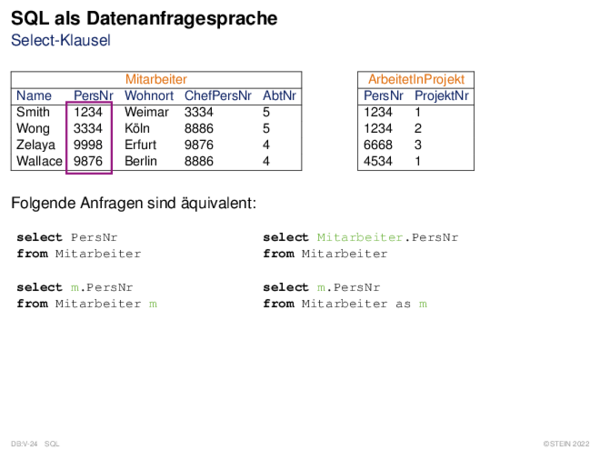 SQL als Datenanfragesprache
Select-Klausel
Mitarbeiter
Name PersNr Wohnort ChefPersNr AbtNr
Smith 1234 Weimar 3334 5
Wong 3334 Köln 8886 5
Zelaya 9998 Erfurt 9876 4
Wallace 9876 Berlin 8886 4
ArbeitetInProjekt
PersNr ProjektNr
1234 1
1234 2
6668 3
4534 1
Folgende Anfragen sind äquivalent:
select PersNr
from Mitarbeiter
select Mitarbeiter.PersNr
from Mitarbeiter
select m.PersNr
from Mitarbeiter m
select m.PersNr
from Mitarbeiter as m
DB:V-24 SQL
©STEIN 2022